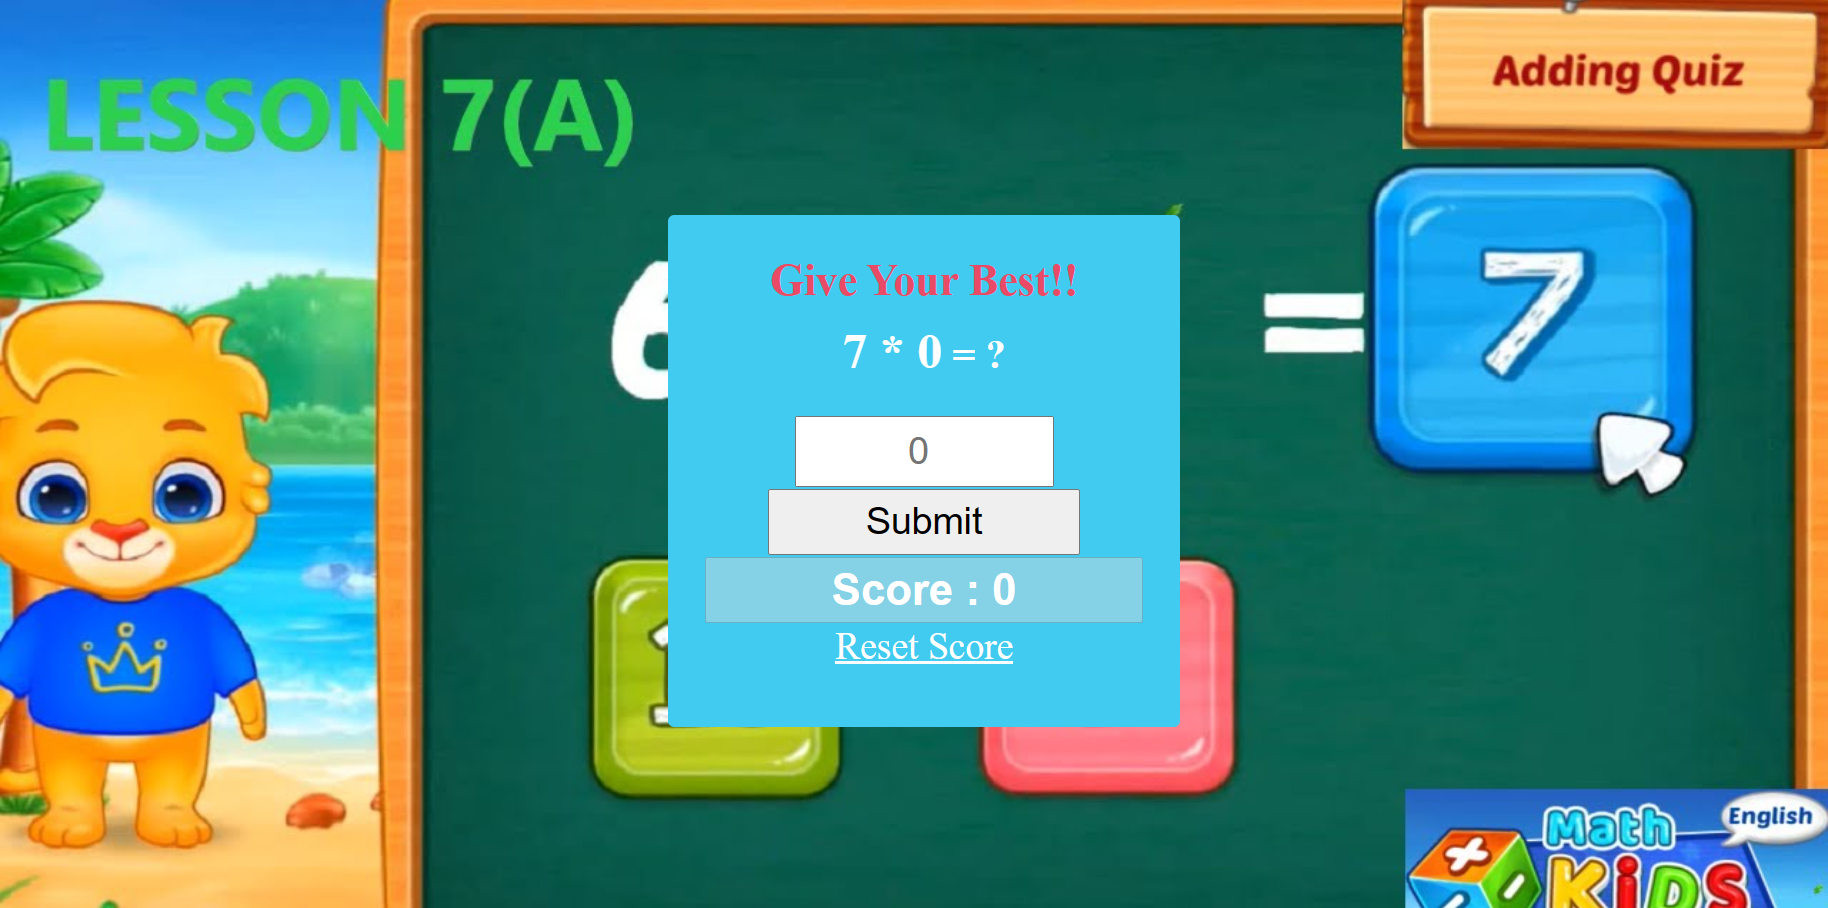 LESSON 7(A)
Adding Quiz
6
= 7
Give Your Best!!
7 * 0 = ?
0
Submit
Score : 0
Reset Score
English
Math
KiDS